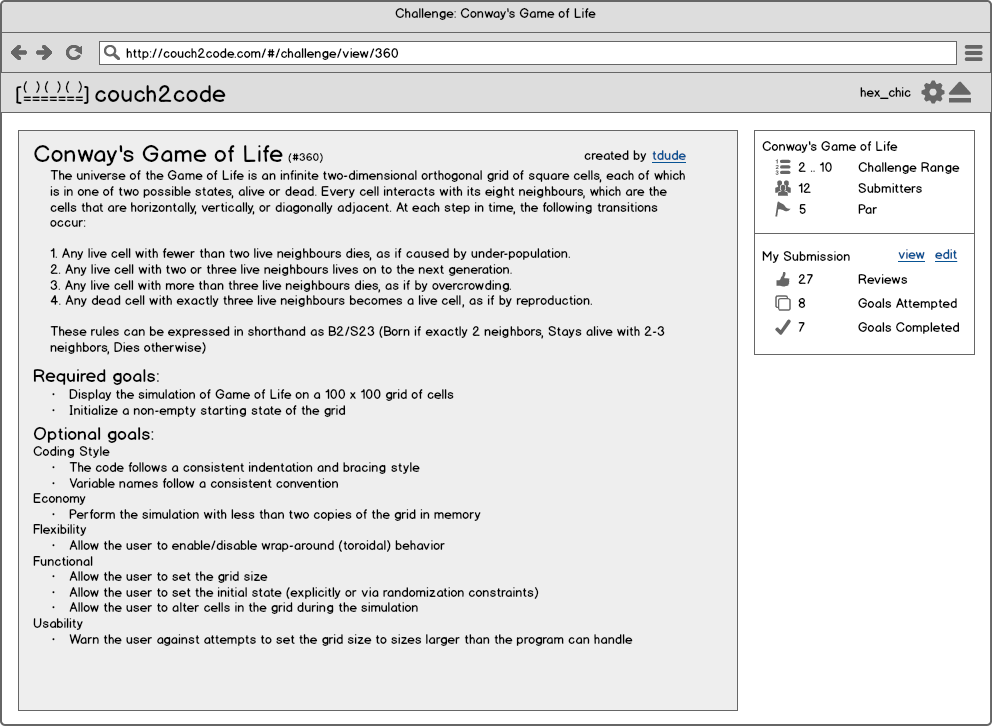 Challenge: Conway's Game of Life
http://couch2code.com/#/challenge/view/360
[( )( )( )
=======] couch2code
hex_chic
Conway's Game of Life (#360)
created by tdude
The universe of the Game of Life is an infinite two-dimensional orthogonal grid of square cells, each of which
is in one of two possible states, alive or dead. Every cell interacts with its eight neighbours, which are the
cells that are horizontally, vertically, or diagonally adjacent. At each step in time, the following transitions
occur:
1. Any live cell with fewer than two live neighbours dies, as if caused by under-population.
2. Any live cell with two or three live neighbours lives on to the next generation.
3. Any live cell with more than three live neighbours dies, as if by overcrowding.
4. Any dead cell with exactly three live neighbours becomes a live cell, as if by reproduction.
These rules can be expressed in shorthand as B2/S23 (Born if exactly 2 neighbors, Stays alive with 2-3
neighbors, Dies otherwise)
Required goals:
· Display the simulation of Game of Life on a 100 x 100 grid of cells
· Initialize a non-empty starting state of the grid
Optional goals:
Coding Style
· The code follows a consistent indentation and bracing style
· Variable names follow a consistent convention
Economy
· Perform the simulation with less than two copies of the grid in memory
Flexibility
· Allow the user to enable/disable wrap-around (toroidal) behavior
Functional
· Allow the user to set the grid size
· Allow the user to set the initial state (explicitly or via randomization constraints)
· Allow the user to alter cells in the grid during the simulation
Usability
· Warn the user against attempts to set the grid size to sizes larger than the program can handle
Conway's Game of Life
2 .. 10 Challenge Range
12 Submitters
5 Par
My Submission view edit
27 Reviews
8 Goals Attempted
7 Goals Completed